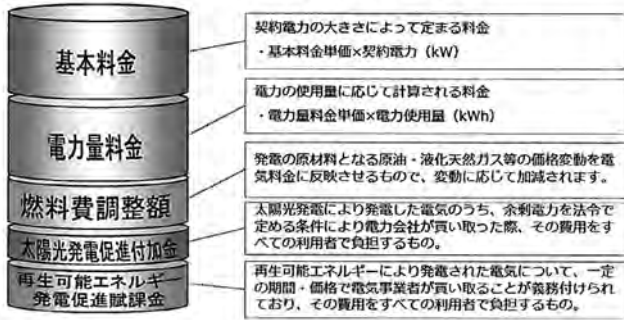 基本料金
契約電力の大きさによって定まる料金
・基本料金単価×契約電力（kW）
電力量料金
電力の使用量に応じて計算される料金
・電力量料金単価×電力使用量（kWh）
燃料費調整額
発電の原材料となる原油・液化天然ガス等の価格変動を電
気料金に反映させるもので、変動に応じて加減されます。
太陽光発電促進付加金
太陽光発電により発電した電気のうち、余剰電力を法令で
定める条件により電力会社が買い取った際、その費用をす
べての利用者で負担するもの。
再生可能エネルギー
発電促進賦課金
再生可能エネルギーにより発電された電気について、一定
の期間・価格で電気事業者が買い取ることが義務付けられ
ており、その費用をすべての利用者で負担するもの。